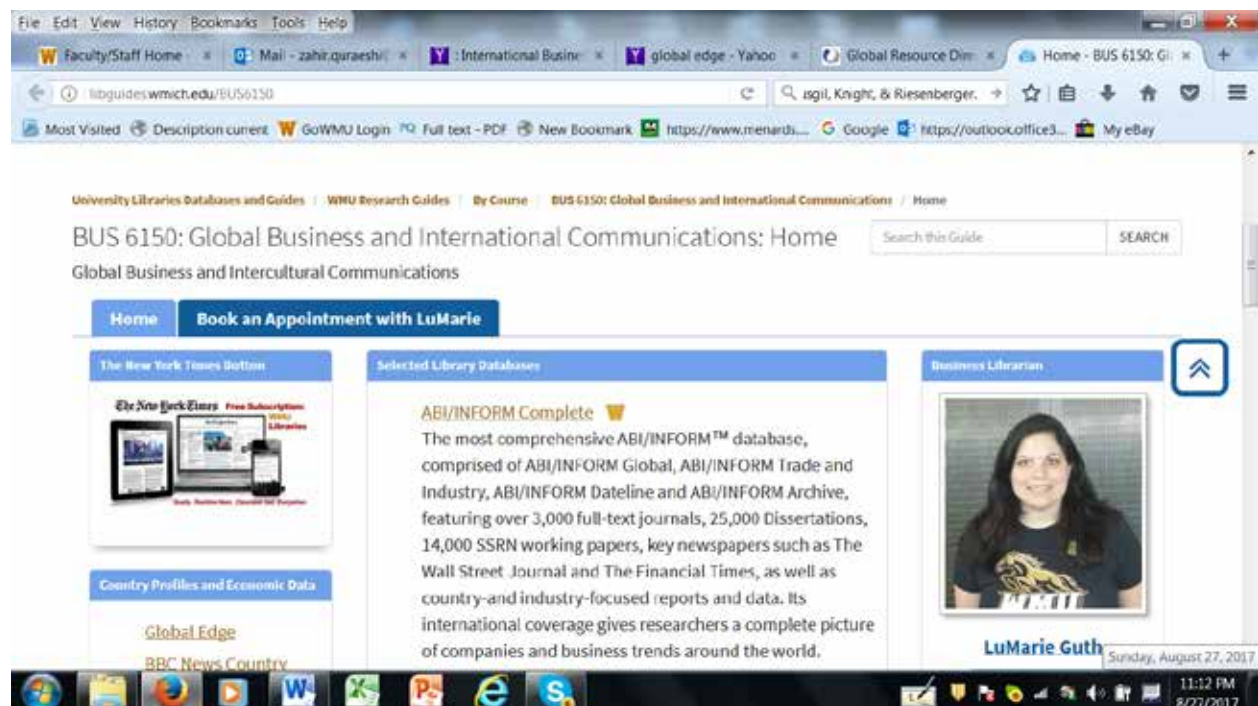 File Edit View History Bookmarks Tools Help
Faculty/Staff Home
Mail - zahir.quraeshi
: International Busine
global edge - Yahoo
Global Resource Dire
Home - BUS 6150: Gl
libguides.wmich.edu/BUS6150
isgil, Knight, & Riesenberger.
Most Visited Description current GoWMU Login Full text - PDF New Bookmark https://www.menards.... Google https://outlook.office3... My eBay
University Libraries Databases and Guides / WMU Research Guides / By Course / BUS 6150: Global Business and International Communications / Home
BUS 6150: Global Business and International Communications: Home
Search this Guide SEARCH
Global Business and Intercultural Communications
Home Book an Appointment with LuMarie
The New York Times Button
The New York Times Free Subscription:
WMU
Libraries
Selected Library Databases
ABI/INFORM Complete W
The most comprehensive ABI/INFORM™ database,
comprised of ABI/INFORM Global, ABI/INFORM Trade and
Industry, ABI/INFORM Dateline and ABI/INFORM Archive,
featuring over 3,000 full-text journals, 25,000 Dissertations,
14,000 SSRN working papers, key newspapers such as The
Wall Street Journal and The Financial Times, as well as
country-and industry-focused reports and data. Its
international coverage gives researchers a complete picture
of companies and business trends around the world.
Business Librarian
WMU
LuMarie Guth
Country Profiles and Economic Data
Global Edge
BBC News Country
Sunday, August 27, 2017
11:12 PM
8/27/2017